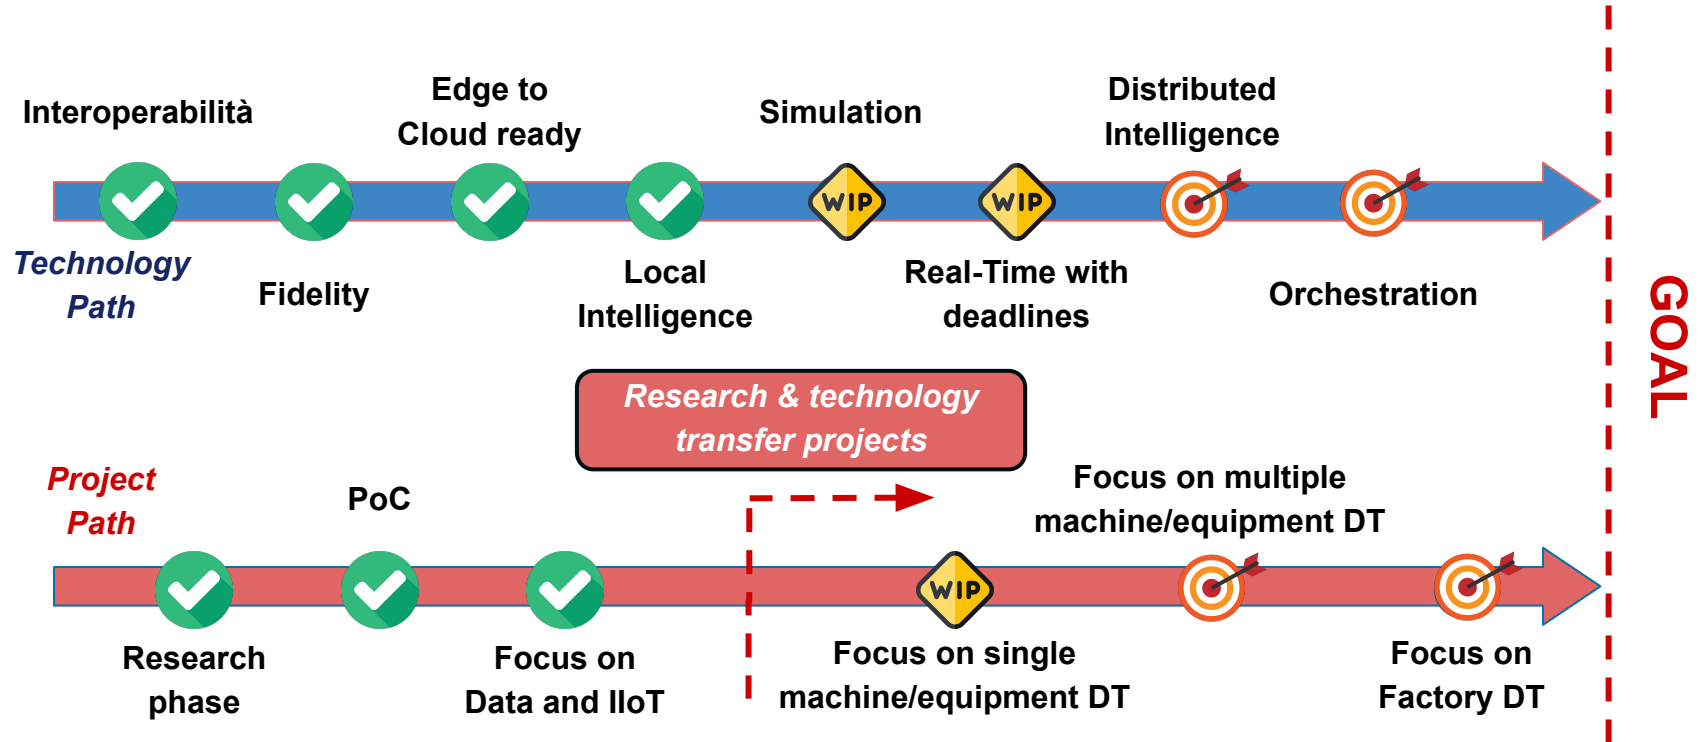 Interoperabilità
Edge to
Cloud ready
Simulation
Distributed
Intelligence
WIP
WIP
Technology
Path
Fidelity
Local
Intelligence
Real-Time with
deadlines
Orchestration
GOAL
Research & technology
transfer projects
Project
Path
PoC
Focus on multiple
machine/equipment DT
WIP
Research
phase
Focus on
Data and IIoT
Focus on single
machine/equipment DT
Focus on
Factory DT